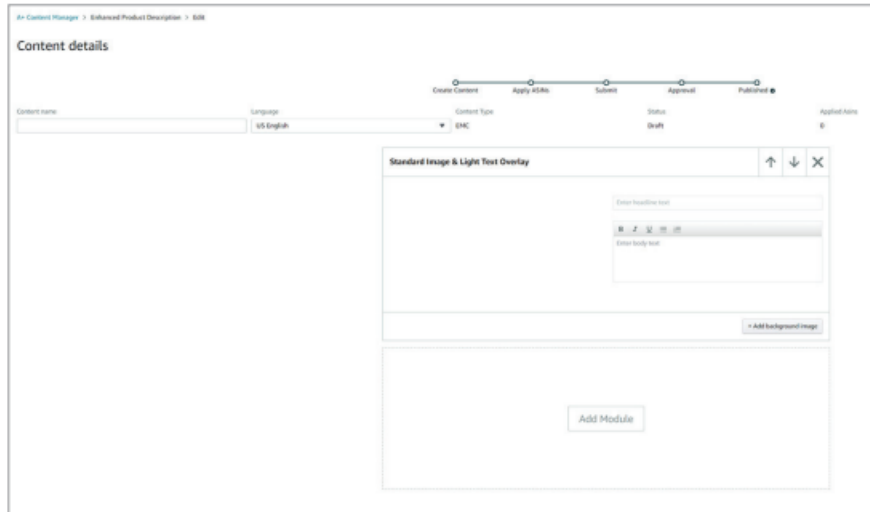 A+ Content Manager > Enhanced Product Description > Edit
Content details
Create Content Apply ASINs Submit Approval Published
Content name Language Content Type Status Applied Asins
US English EMC Draft 0
Standard Image & Light Text Overlay
Enter headline text
B I U
Enter body text
+ Add background image
Add Module